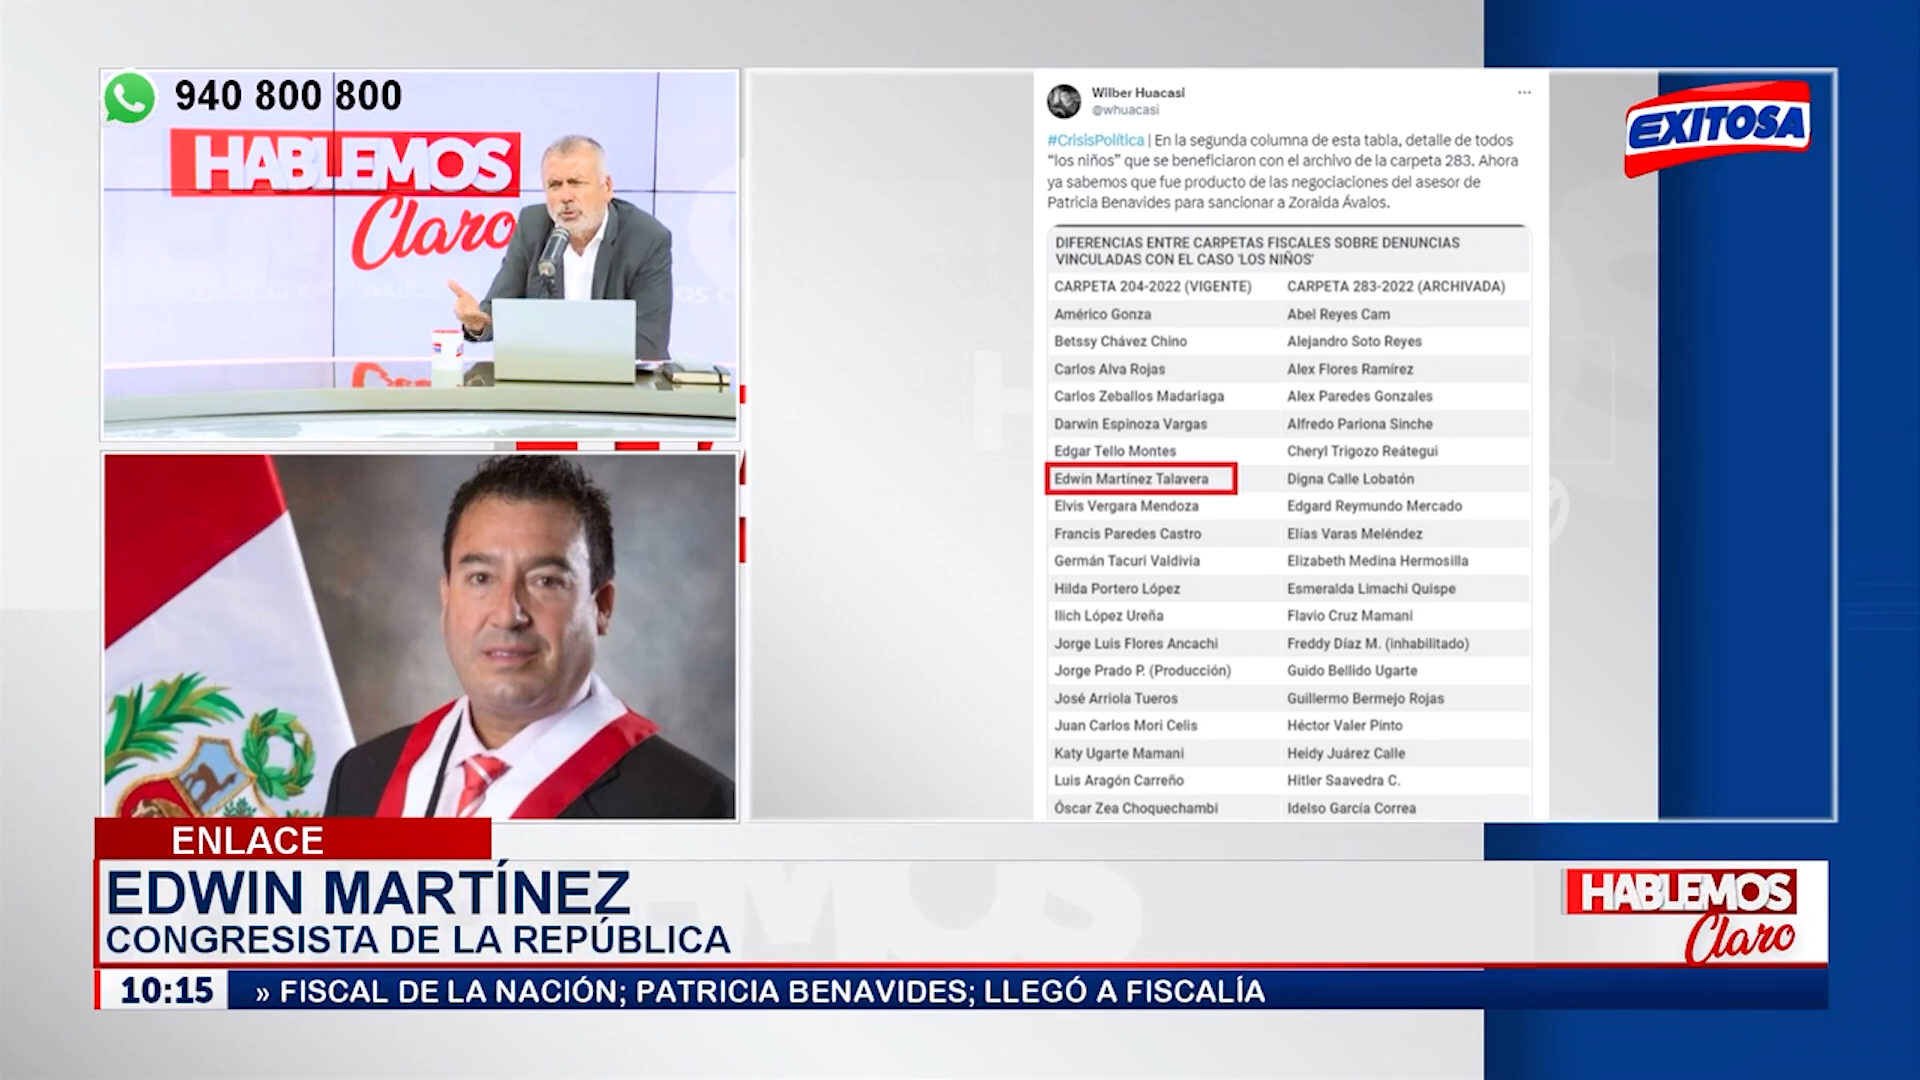 940 800 800
HABLEMOS
Claro
Wilber Huacasi
@whuacasi
#CrisisPolítica | En la segunda columna de esta tabla, detalle de todos
“los niños” que se beneficiaron con el archivo de la carpeta 283. Ahora
ya sabemos que fue producto de las negociaciones del asesor de
Patricia Benavides para sancionar a Zoraida Ávalos.
DIFERENCIAS ENTRE CARPETAS FISCALES SOBRE DENUNCIAS
VINCULADAS CON EL CASO 'LOS NIÑOS'
CARPETA 204-2022 (VIGENTE) CARPETA 283-2022 (ARCHIVADA)
Américo Gonza Abel Reyes Cam
Betssy Chávez Chino Alejandro Soto Reyes
Carlos Alva Rojas Alex Flores Ramírez
Carlos Zeballos Madariaga Alex Paredes Gonzales
Darwin Espinoza Vargas Alfredo Pariona Sinche
Edgar Tello Montes Cheryl Trigozo Reátegui
Edwin Martínez Talavera Digna Calle Lobatón
Elvis Vergara Mendoza Edgard Reymundo Mercado
Francis Paredes Castro Elías Varas Meléndez
Germán Tacuri Valdivia Elizabeth Medina Hermosilla
Hilda Portero López Esmeralda Limachi Quispe
Ilich López Ureña Flavio Cruz Mamani
Jorge Luis Flores Ancachi Freddy Díaz M. (inhabilitado)
Jorge Prado P. (Producción) Guido Bellido Ugarte
José Arriola Tueros Guillermo Bermejo Rojas
Juan Carlos Mori Celis Héctor Valer Pinto
Katy Ugarte Mamani Heidy Juárez Calle
Luis Aragón Carreño Hitler Saavedra C.
Óscar Zea Choquechambi Idelso García Correa
EXITOSA
ENLACE
EDWIN MARTÍNEZ
CONGRESISTA DE LA REPÚBLICA
HABLEMOS
Claro
10:15 » FISCAL DE LA NACIÓN; PATRICIA BENAVIDES; LLEGÓ A FISCALÍA